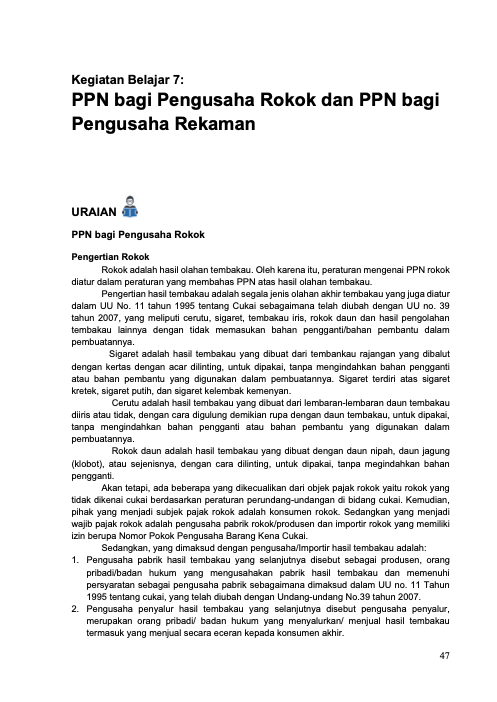 Kegiatan Belajar 7:
PPN bagi Pengusaha Rokok dan PPN bagi
Pengusaha Rekaman
URAIAN
PPN bagi Pengusaha Rokok
Pengertian Rokok
Rokok adalah hasil olahan tembakau. Oleh karena itu, peraturan mengenai PPN rokok
diatur dalam peraturan yang membahas PPN atas hasil olahan tembakau.
Pengertian hasil tembakau adalah segala jenis olahan akhir tembakau yang juga diatur
dalam UU No. 11 tahun 1995 tentang Cukai sebagaimana telah diubah dengan UU no. 39
tahun 2007, yang meliputi cerutu, sigaret, tembakau iris, rokok daun dan hasil pengolahan
tembakau lainnya dengan tidak memasukan bahan pengganti/bahan pembantu dalam
pembuatannya.
Sigaret adalah hasil tembakau yang dibuat dari tembankau rajangan yang dibalut
dengan kertas dengan acar dilinting, untuk dipakai, tanpa mengindahkan bahan pengganti
atau bahan pembantu yang digunakan dalam pembuatannya. Sigaret terdiri atas sigaret
kretek, sigaret putih, dan sigaret kelembak kemenyan.
Cerutu adalah hasil tembakau yang dibuat dari lembaran-lembaran daun tembakau
diiris atau tidak, dengan cara digulung demikian rupa dengan daun tembakau, untuk dipakai,
tanpa mengindahkan bahan pengganti atau bahan pembantu yang digunakan dalam
pembuatannya.
Rokok daun adalah hasil tembakau yang dibuat dengan daun nipah, daun jagung
(klobot), atau sejenisnya, dengan cara dilinting, untuk dipakai, tanpa megindahkan bahan
pengganti.
Akan tetapi, ada beberapa yang dikecualikan dari objek pajak rokok yaitu rokok yang
tidak dikenai cukai berdasarkan peraturan perundang-undangan di bidang cukai. Kemudian,
pihak yang menjadi subjek pajak rokok adalah konsumen rokok. Sedangkan yang menjadi
wajib pajak rokok adalah pengusaha pabrik rokok/produsen dan importir rokok yang memiliki
izin berupa Nomor Pokok Pengusaha Barang Kena Cukai.
Sedangkan, yang dimaksud dengan pengusaha/Importir hasil tembakau adalah:
1. Pengusaha pabrik hasil tembakau yang selanjutnya disebut sebagai produsen, orang
pribadi/badan hukum yang mengusahakan pabrik hasil tembakau dan memenuhi
persyaratan sebagai pengusaha pabrik sebagaimana dimaksud dalam UU no. 11 Tahun
1995 tentang cukai, yang telah diubah dengan Undang-undang No.39 tahun 2007.
2. Pengusaha penyalur hasil tembakau yang selanjutnya disebut pengusaha penyalur,
merupakan orang pribadi/ badan hukum yang menyalurkan/ menjual hasil tembakau
termasuk yang menjual secara eceran kepada konsumen akhir.
47